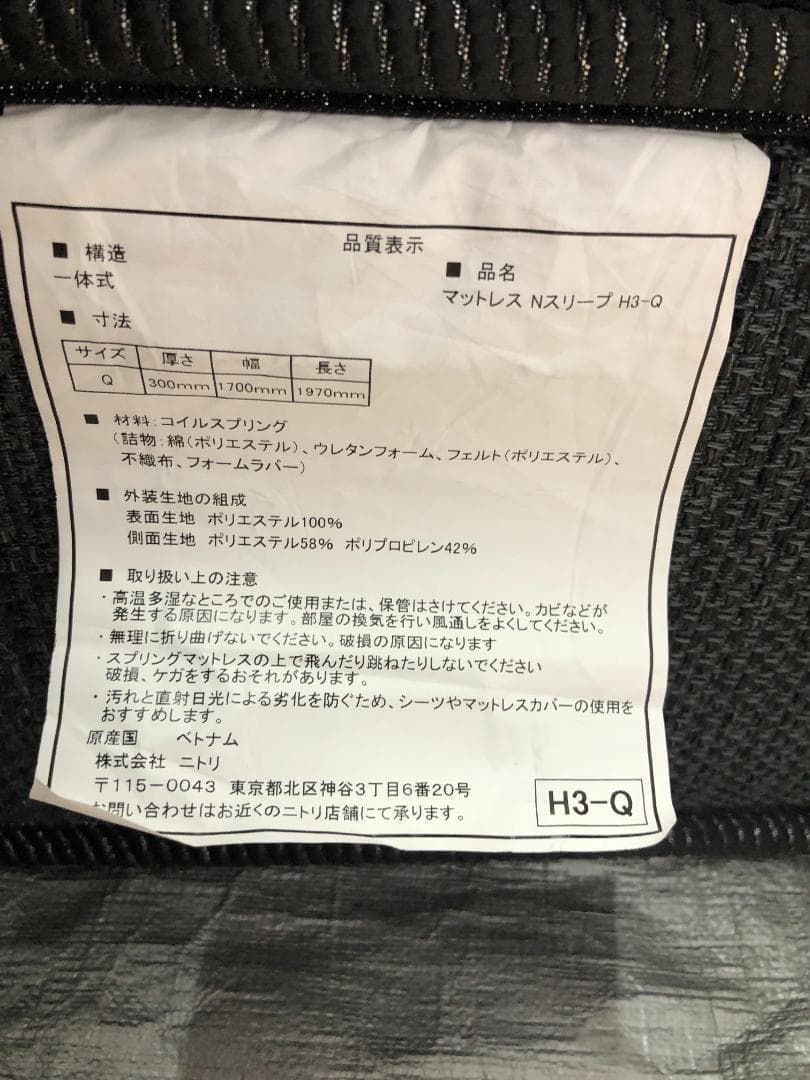 品質表示
■ 構造
一体式
■ 品名
マットレス Nスリープ H3-Q
■ 寸法
サイズ 厚さ 幅 長さ
Q 300mm 1700mm 1970mm
■ 材料:コイルスプリング
(詰物:綿(ポリエステル)、ウレタンフォーム、フェルト(ポリエステル)、
不織布、フォームラバー)
■ 外装生地の組成
表面生地 ポリエステル100%
側面生地 ポリエステル58% ポリプロピレン42%
■ 取り扱い上の注意
・高温多湿なところでのご使用または、保管はさけてください。カビなどが
発生する原因になります。部屋の換気を行い風通しをよくしてください。
・無理に折り曲げないでください。破損の原因になります
・スプリングマットレスの上で飛んだり跳ねたりしないでください
破損、ケガをするおそれがあります。
・汚れと直射日光による劣化を防ぐため、シーツやマットレスカバーの使用を
おすすめします。
原産国 ベトナム
株式会社 ニトリ
〒115-0043 東京都北区神谷3丁目6番20号
お問い合わせはお近くのニトリ店舗にて承ります。
H3-Q